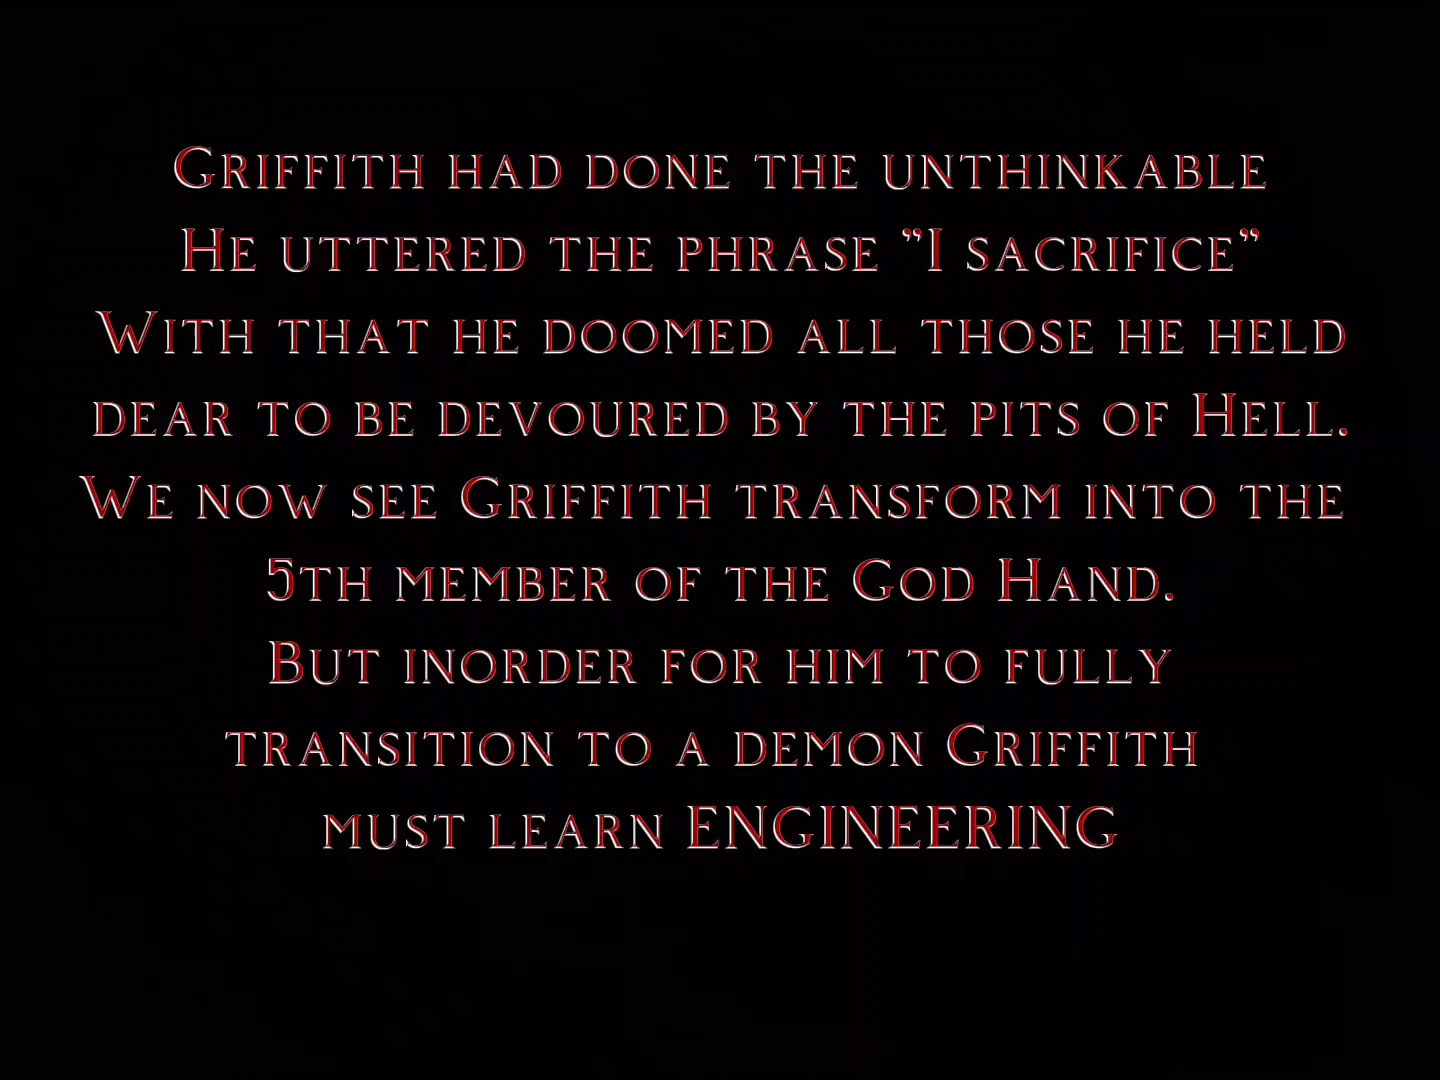 Griffith had done the unthinkable
He uttered the phrase "I sacrifice"
With that he doomed all those he held
dear to be devoured by the pits of Hell.
We now see Griffith transform into the
5th member of the God Hand.
But inorder for him to fully
transition to a demon Griffith
must learn ENGINEERING